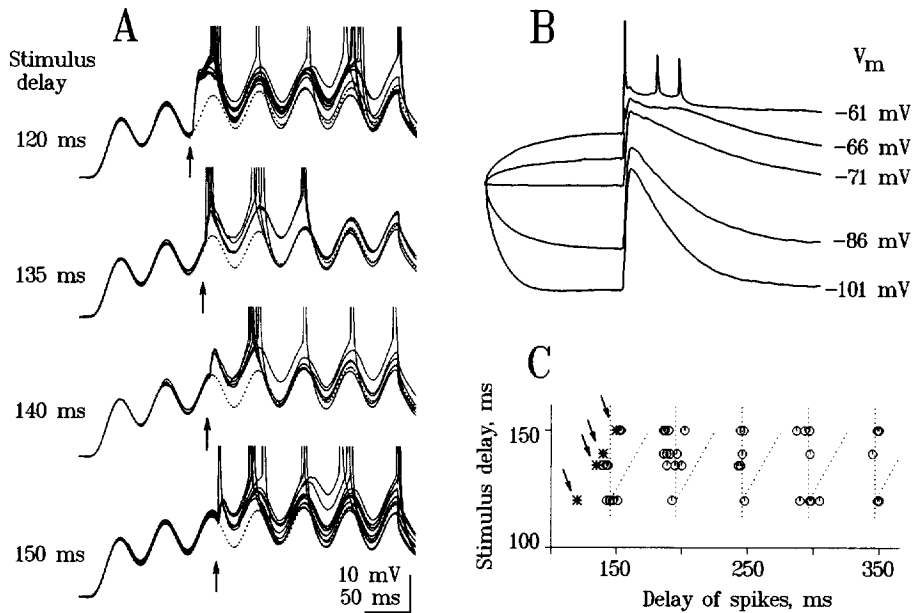 A
Stimulus
delay
120 ms
135 ms
140 ms
150 ms
10 mV
50 ms
B
Vm
-61 mV
-66 mV
-71 mV
-86 mV
-101 mV
C
Stimulus delay, ms
150
100
150
250
350
Delay of spikes, ms